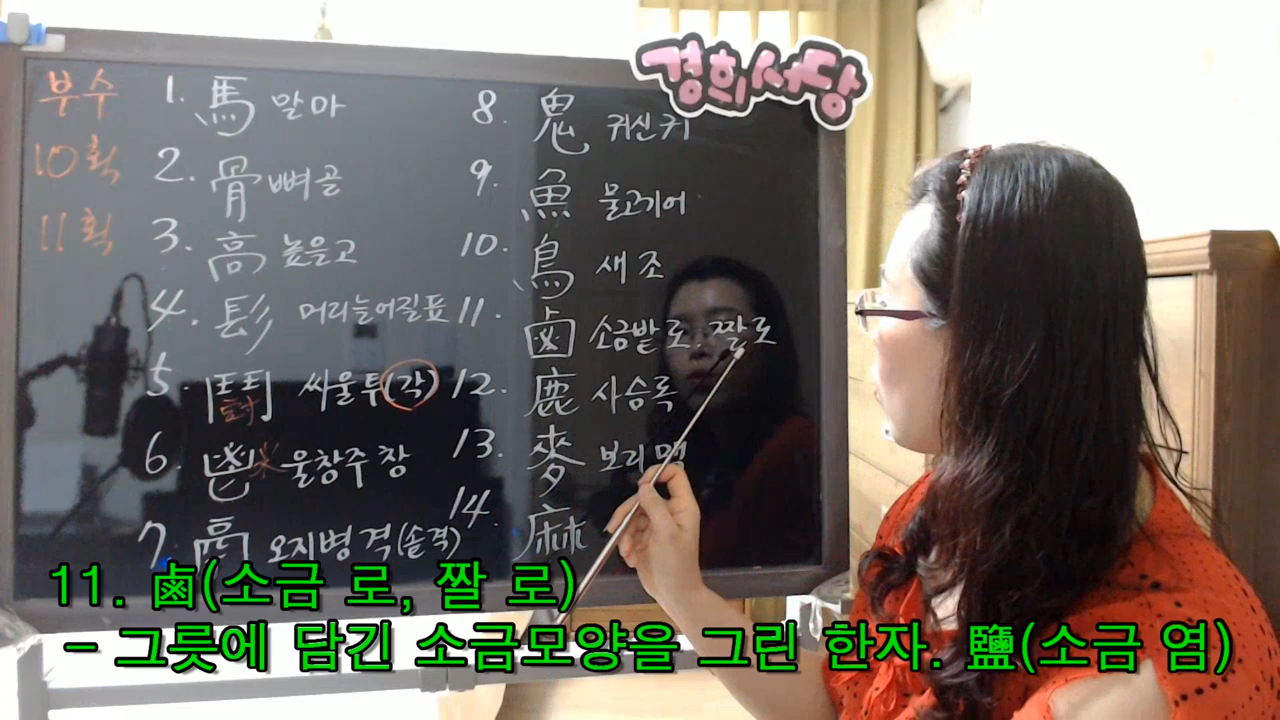 경희서당
부수
10획
11획
1. 馬 말마
2. 骨 뼈골
3. 高 높을고
4. 髟 머리늘어질표
5. 鬥 싸울투(각)
6. 鬯 울창주창
7. 鬲 오지병격(솥격)
8. 鬼 귀신귀
9. 魚 물고기어
10. 鳥 새조
11. 鹵 소금밭로. 짤로
12. 鹿 사슴록
13. 麥 보리맥
14. 麻
11. 鹵(소금 로, 짤 로)
- 그릇에 담긴 소금모양을 그린 한자. 鹽(소금 염)